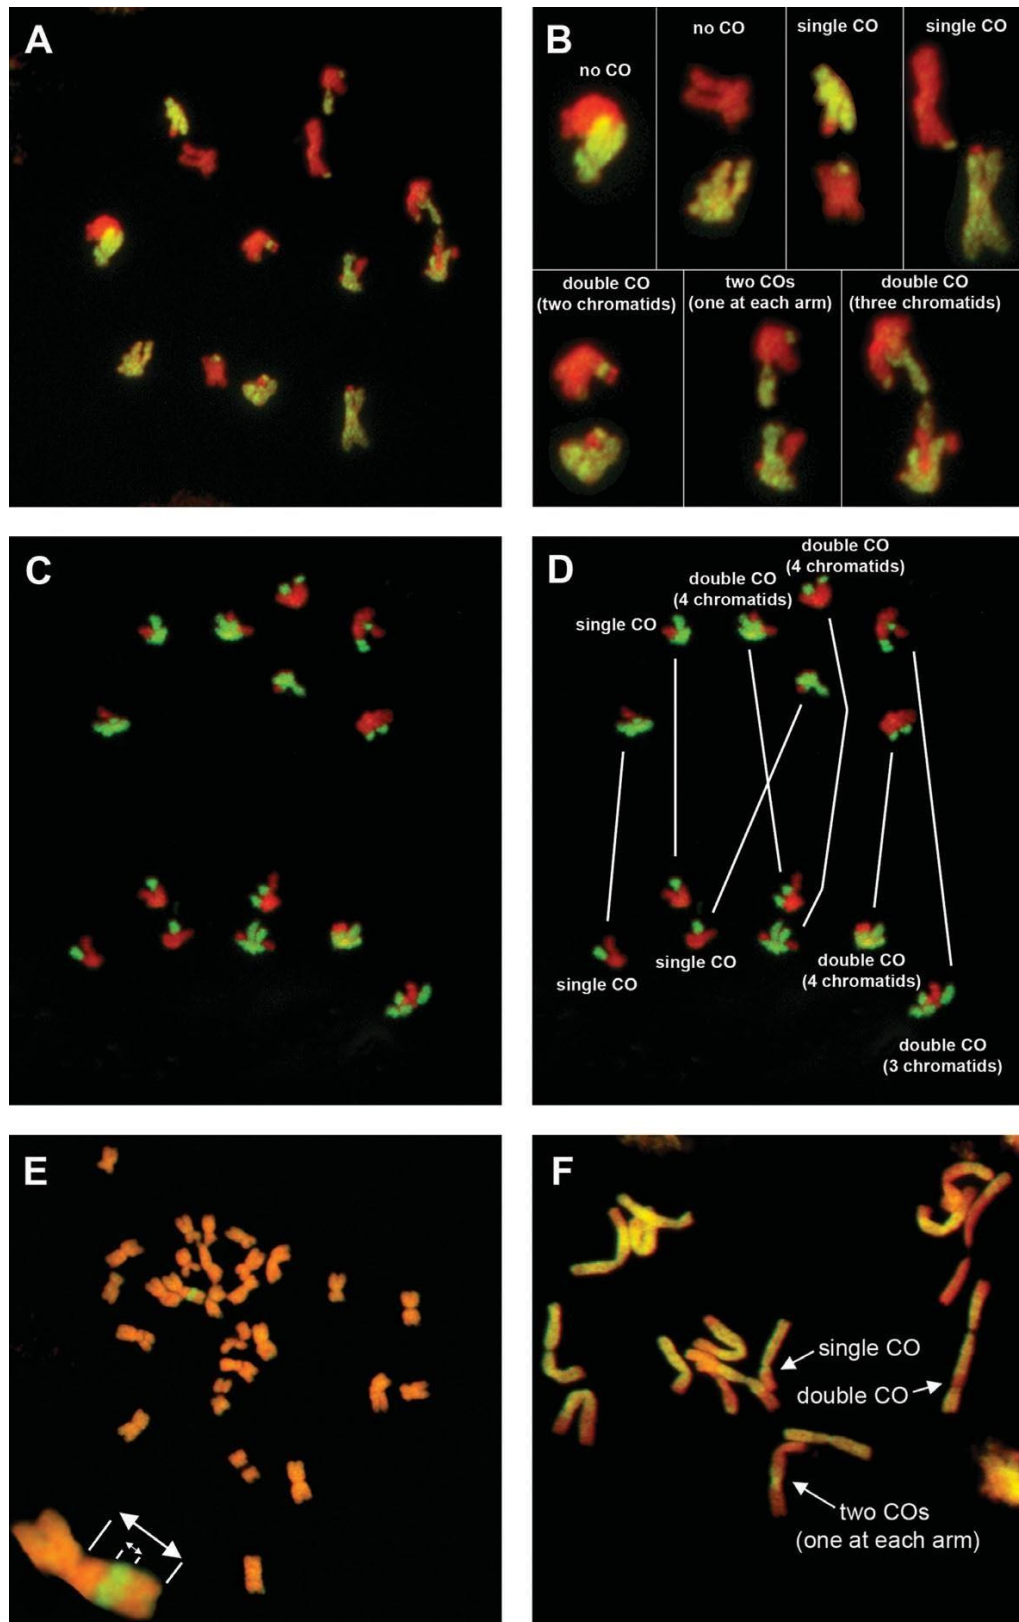 A
B
no CO
no CO
single CO
single CO
double CO
(two chromatids)
two COs
(one at each arm)
double CO
(three chromatids)
C
D
double CO
(4 chromatids)
double CO
(4 chromatids)
single CO
single CO
single CO
double CO
(4 chromatids)
double CO
(3 chromatids)
E
F
single CO
double CO
two COs
(one at each arm)